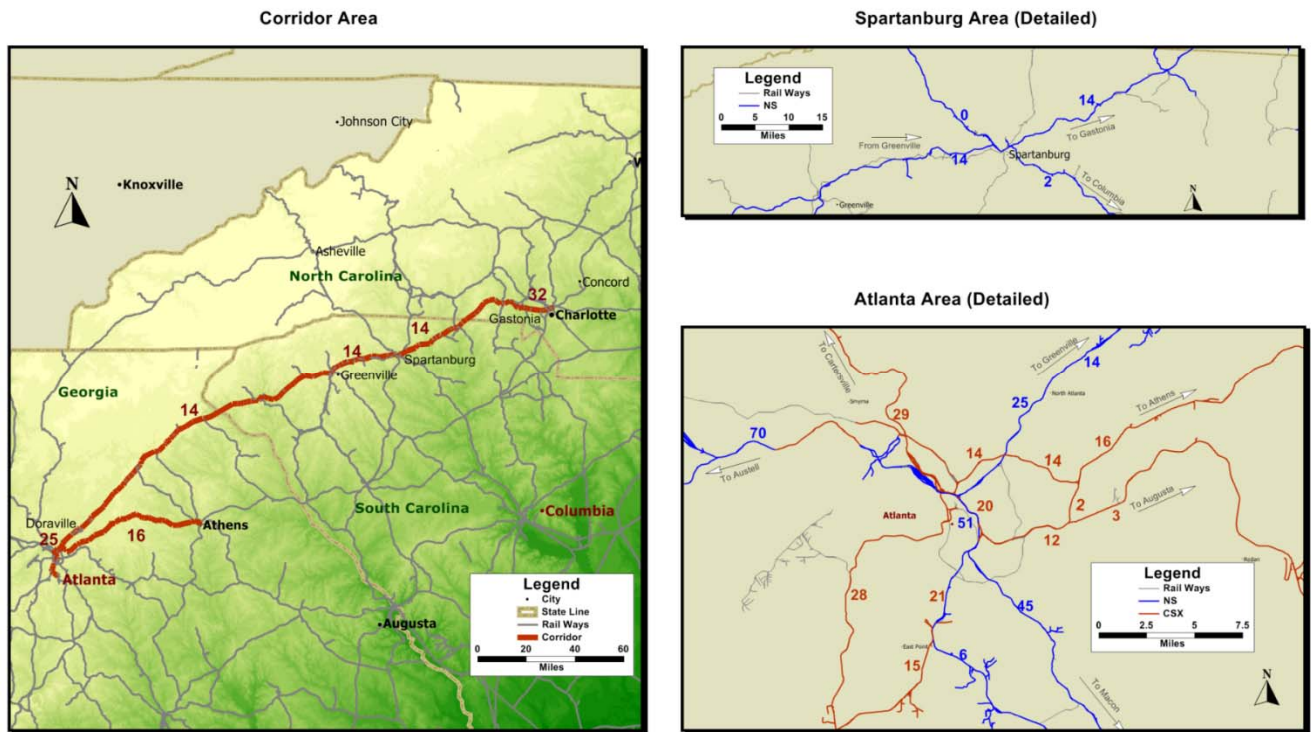 Corridor Area
N
Johnson City
Knoxville
Asheville
North Carolina
Concord
32
Gastonia
Charlotte
14
14
Spartanburg
Greenville
Georgia
14
South Carolina
Columbia
Doraville
Athens
16
25
Atlanta
Augusta
Legend
City
State Line
Rail Ways
Corridor
0 20 40 60
Miles
W
Spartanburg Area (Detailed)
Legend
Rail Ways
NS
0 5 10 15
Miles
0
14
To Gastonia
From Greenville
14
Spartanburg
2
To Columbia
Greenville
N
Atlanta Area (Detailed)
To Cartersville
To Greenville
14
Smyrna
North Atlanta
25
To Athens
29
16
70
14
14
To Austell
20
2
To Augusta
3
Atlanta
51
12
28
21
45
East Point
6
15
To Macon
Legend
Rail Ways
NS
CSX
0 2.5 5 7.5
Miles
N